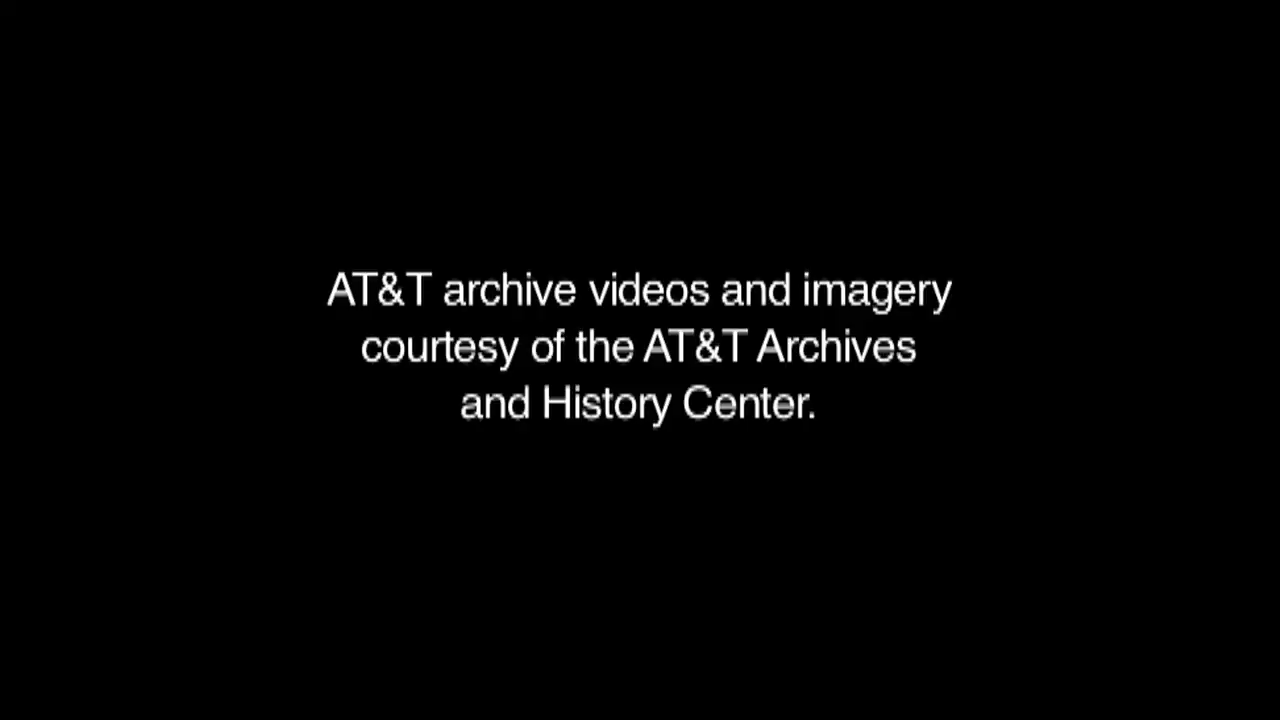 AT&T archive videos and imagery
courtesy of the AT&T Archives
and History Center.